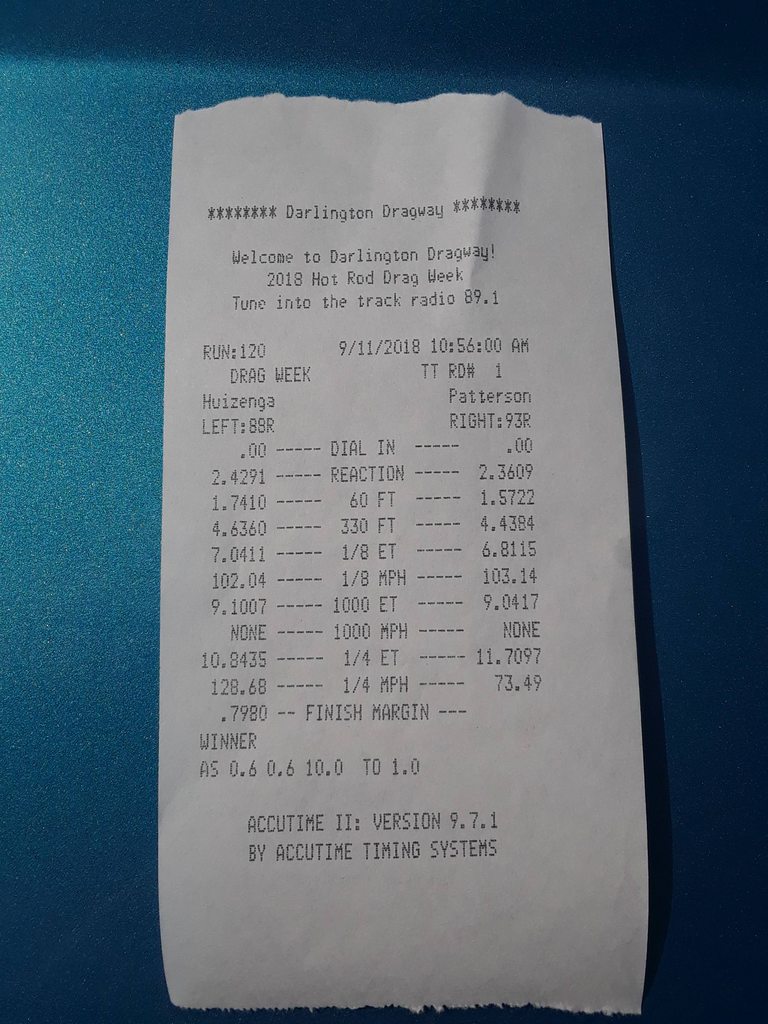 ******** Darlington Dragway ********
Welcome to Darlington Dragway!
2018 Hot Rod Drag Week
Tune into the track radio 89.1
RUN:120 9/11/2018 10:56:00 AM
DRAG WEEK TT RD# 1
Huizenga Patterson
LEFT:88R RIGHT:93R
.00 ----- DIAL IN ----- .00
2.4291 ----- REACTION ----- 2.3609
1.7410 ----- 60 FT ----- 1.5722
4.6360 ----- 330 FT ----- 4.4384
7.0411 ----- 1/8 ET ----- 6.8115
102.04 ----- 1/8 MPH ----- 103.14
9.1007 ----- 1000 ET ----- 9.0417
NONE ----- 1000 MPH ----- NONE
10.8435 ----- 1/4 ET ----- 11.7097
128.68 ----- 1/4 MPH ----- 73.49
.7980 -- FINISH MARGIN ---
WINNER
AS 0.6 0.6 10.0 TO 1.0
ACCUTIME II: VERSION 9.7.1
BY ACCUTIME TIMING SYSTEMS